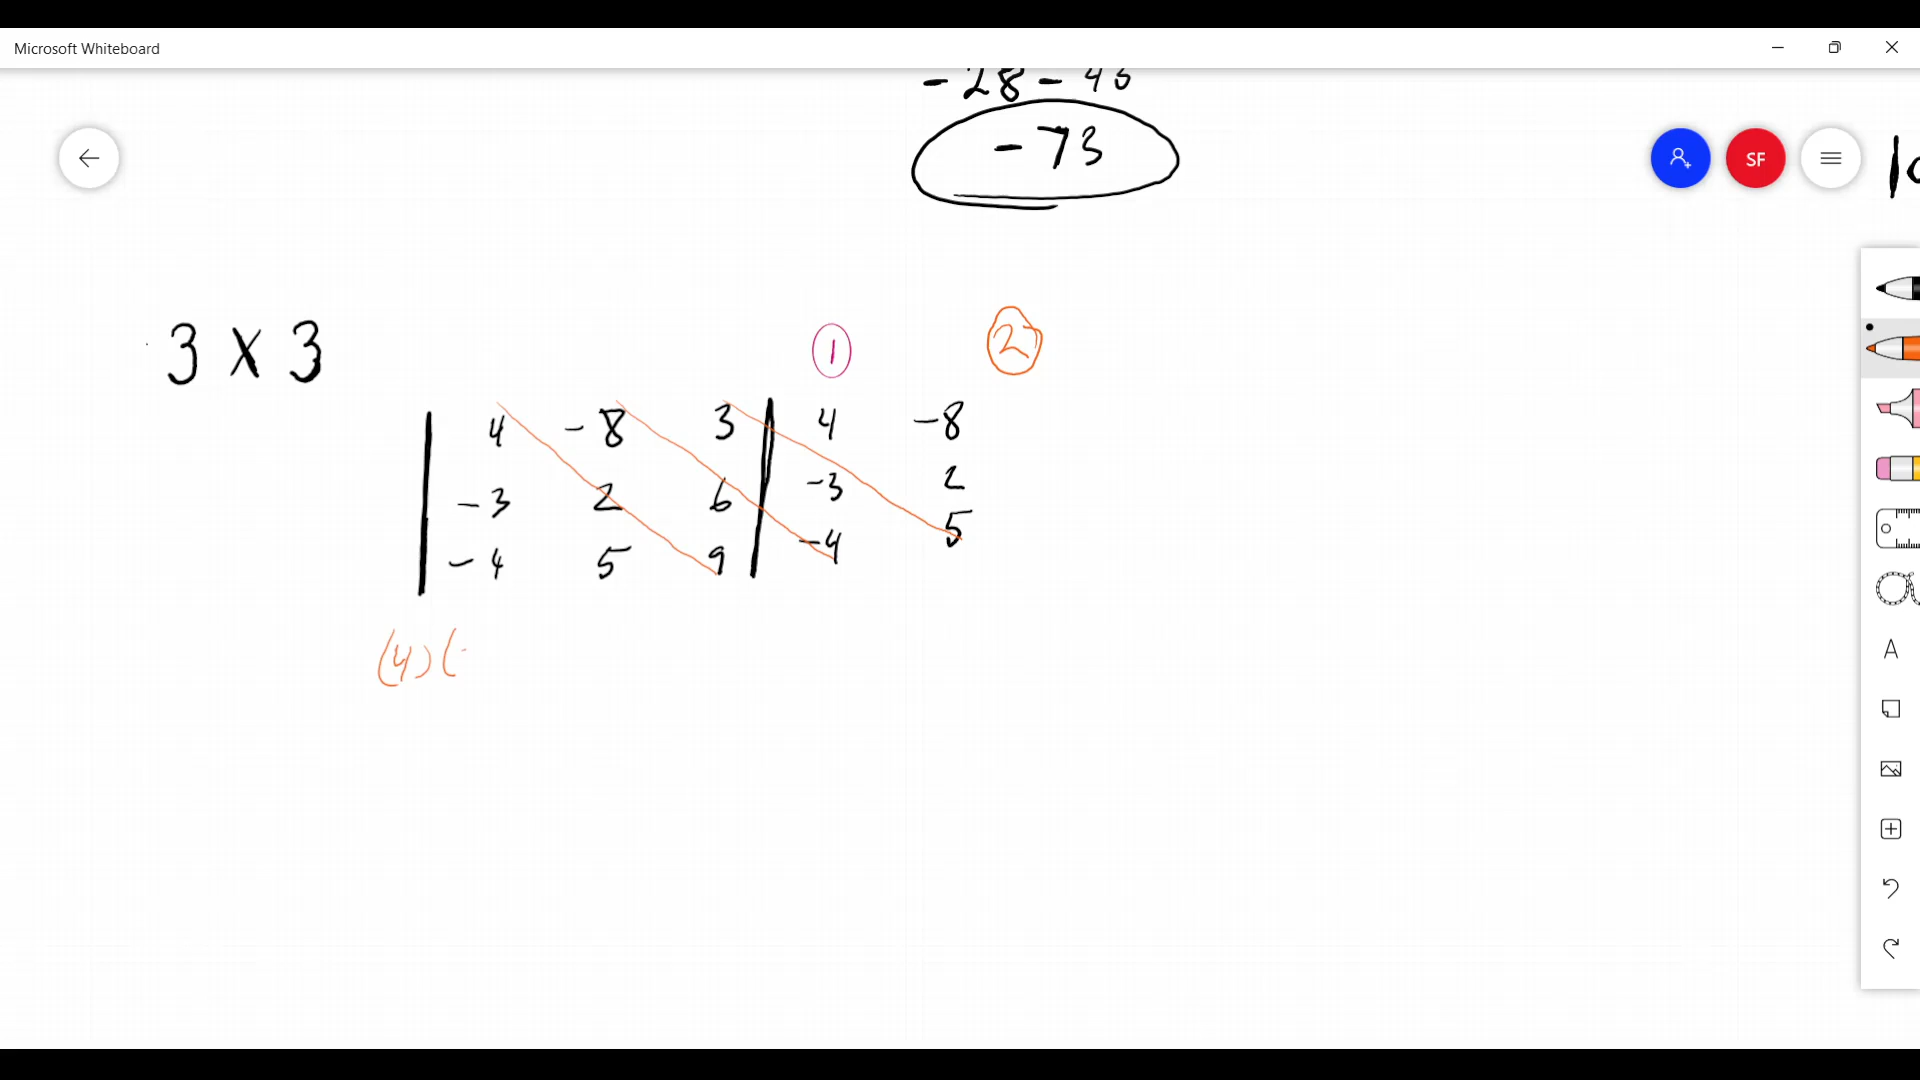 Microsoft Whiteboard
-28-45
-73
SF
3 X 3
1 2
4 -8 3 4 -8
-3 2 6 -3 2
-4 5 9 -4 5
(4)(
A